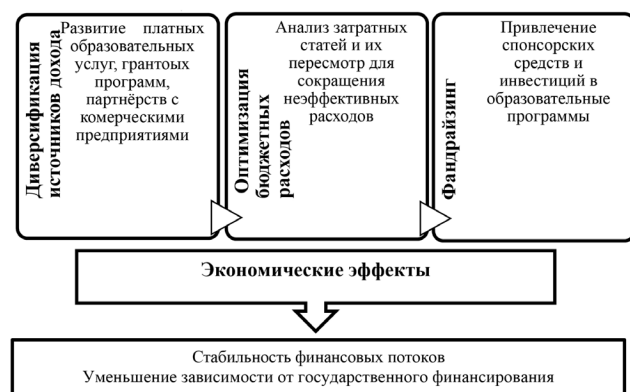 Диверсификация
источников дохода
Развитие платных
образовательных
услуг, грантоых
программ,
партнёрств с
комерческими
предприятиями
Оптимизация
бюджетных
расходов
Анализ затратных
статей и их
пересмотр для
сокращения
неэффективных
расходов
Фандрайзинг
Привлечение
спонсорских
средств и
инвестиций в
образовательные
программы
Экономические эффекты
Стабильность финансовых потоков
Уменьшение зависимости от государственного финансирования